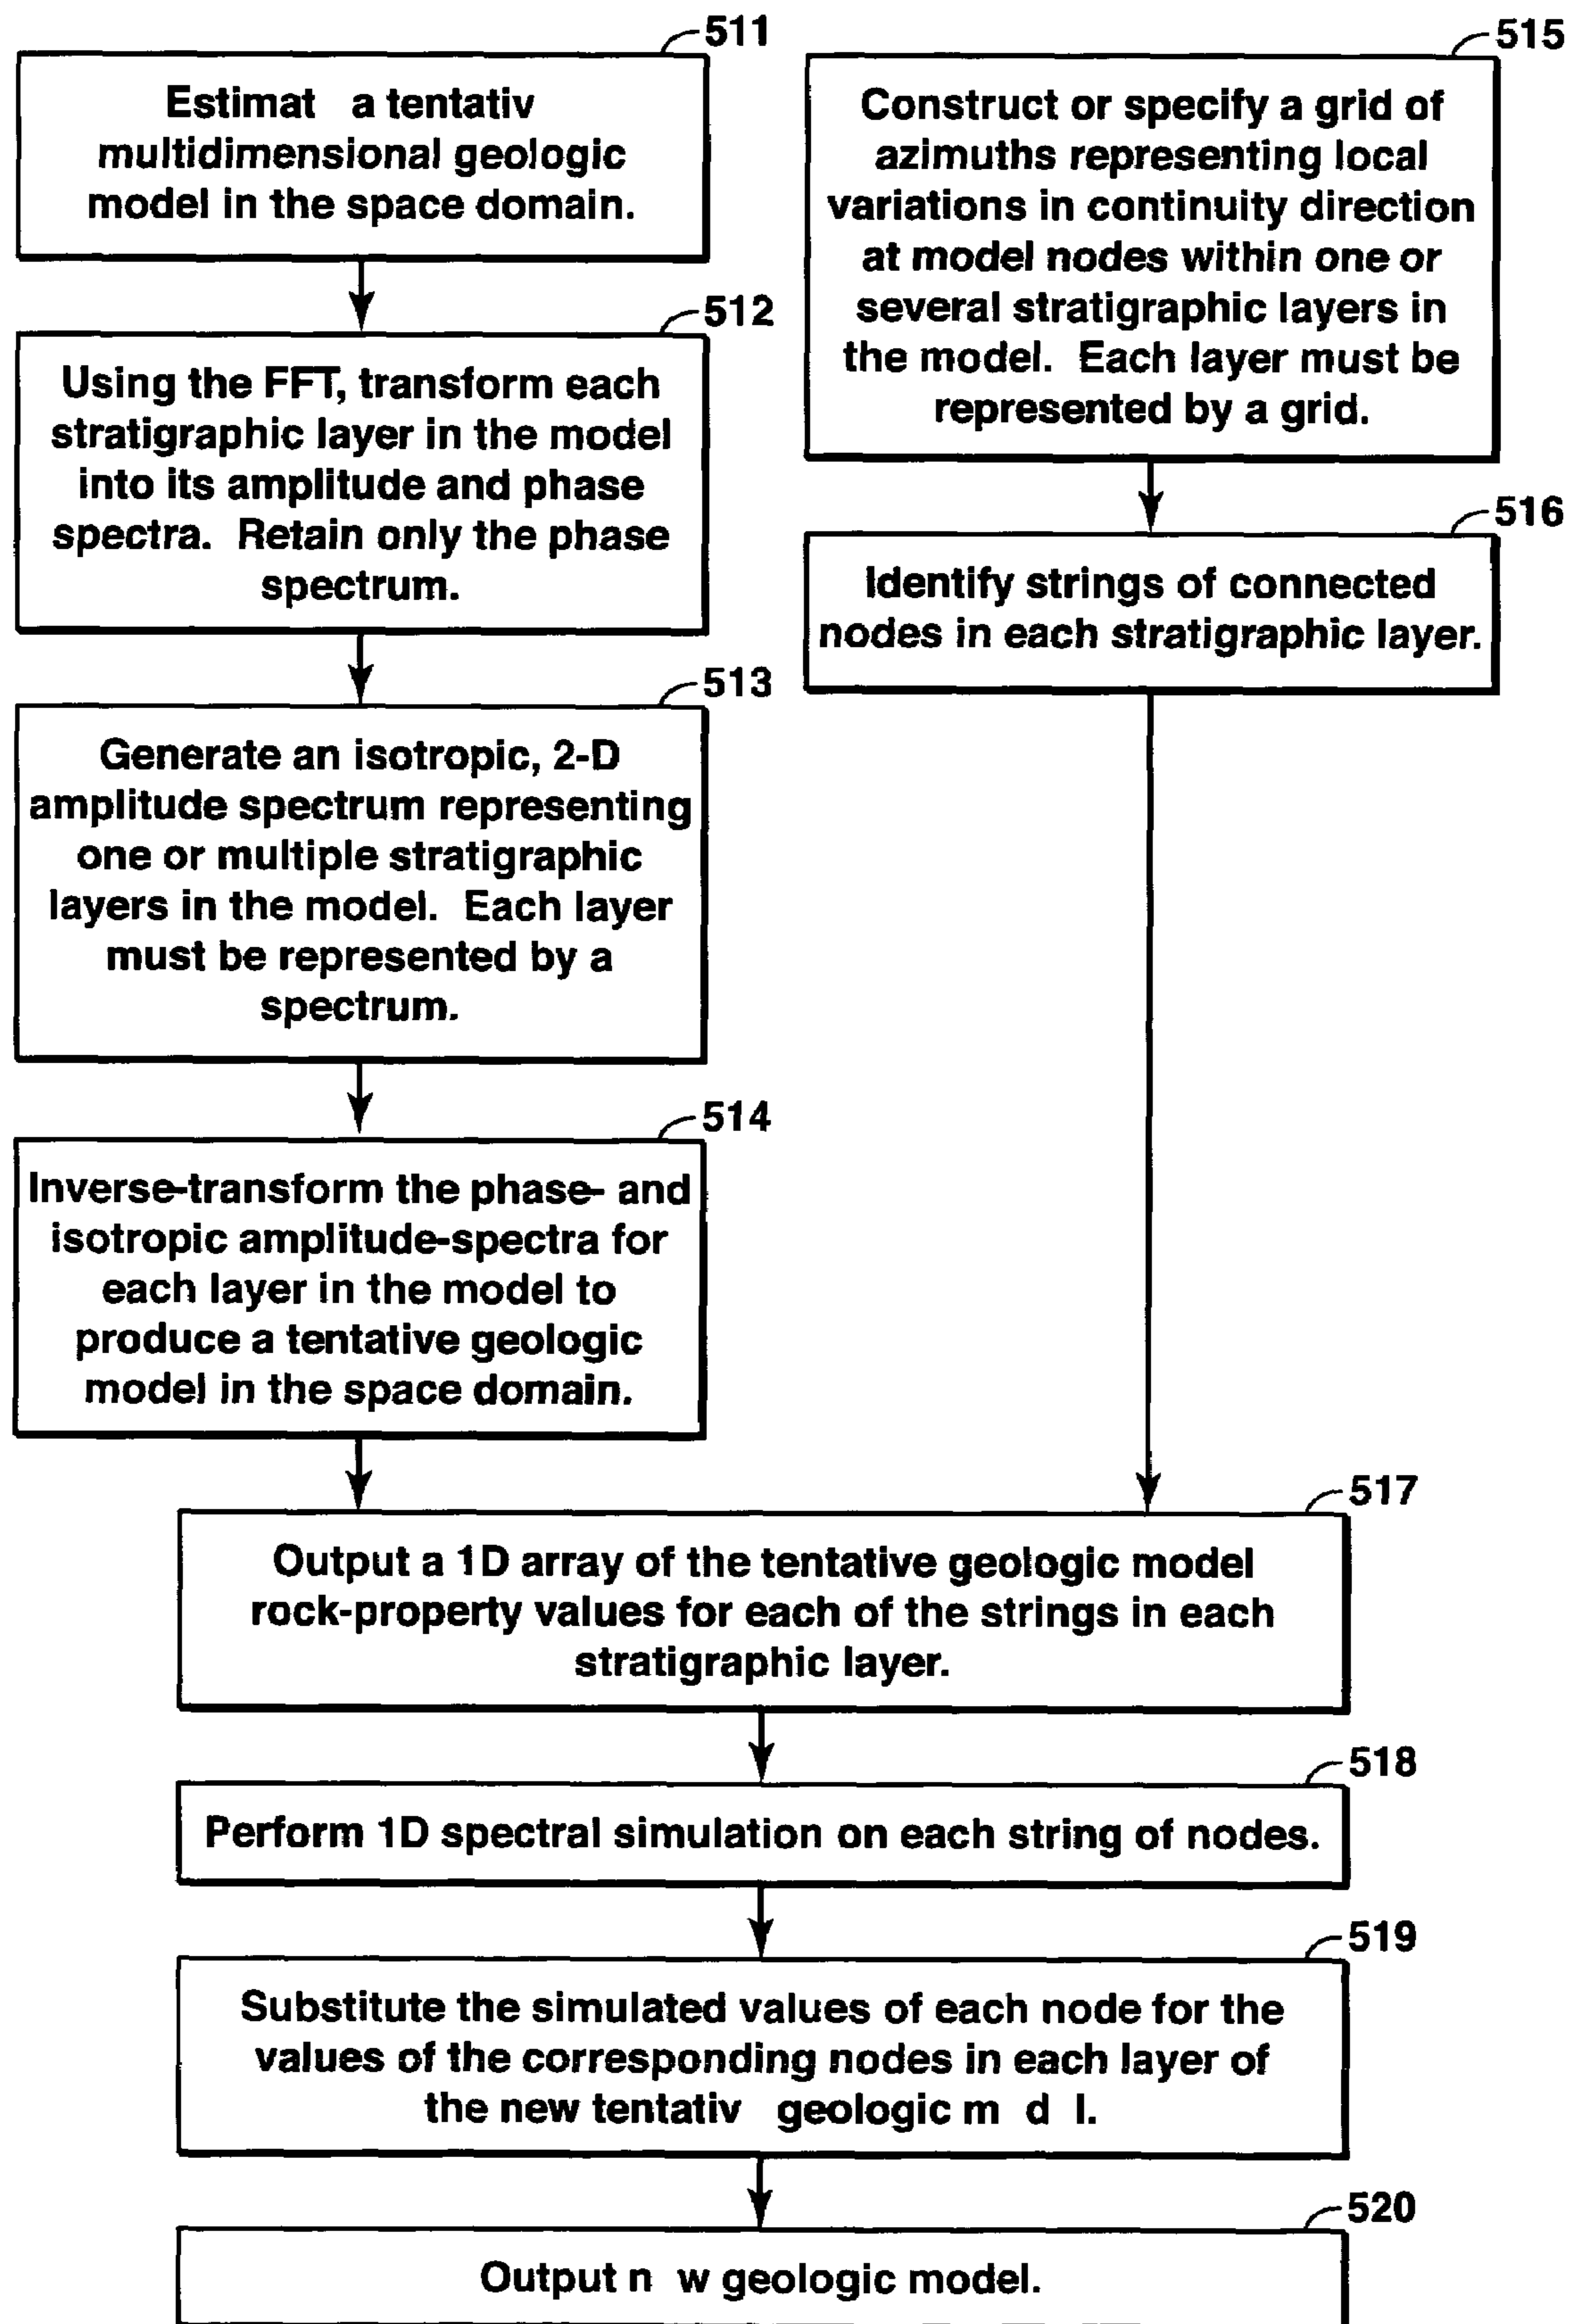 511
Estimat a tentativ
multidimensional geologic
model in the space domain.
512
Using the FFT, transform each
stratigraphic layer in the model
into its amplitude and phase
spectra. Retain only the phase
spectrum.
513
Generate an isotropic, 2-D
amplitude spectrum representing
one or multiple stratigraphic
layers in the model. Each layer
must be represented by a
spectrum.
514
Inverse-transform the phase- and
isotropic amplitude-spectra for
each layer in the model to
produce a tentative geologic
model in the space domain.
515
Construct or specify a grid of
azimuths representing local
variations in continuity direction
at model nodes within one or
several stratigraphic layers in
the model. Each layer must be
represented by a grid.
516
Identify strings of connected
nodes in each stratigraphic layer.
517
Output a 1D array of the tentative geologic model
rock-property values for each of the strings in each
stratigraphic layer.
518
Perform 1D spectral simulation on each string of nodes.
519
Substitute the simulated values of each node for the
values of the corresponding nodes in each layer of
the new tentativ geologic m d l.
520
Output n w geologic model.